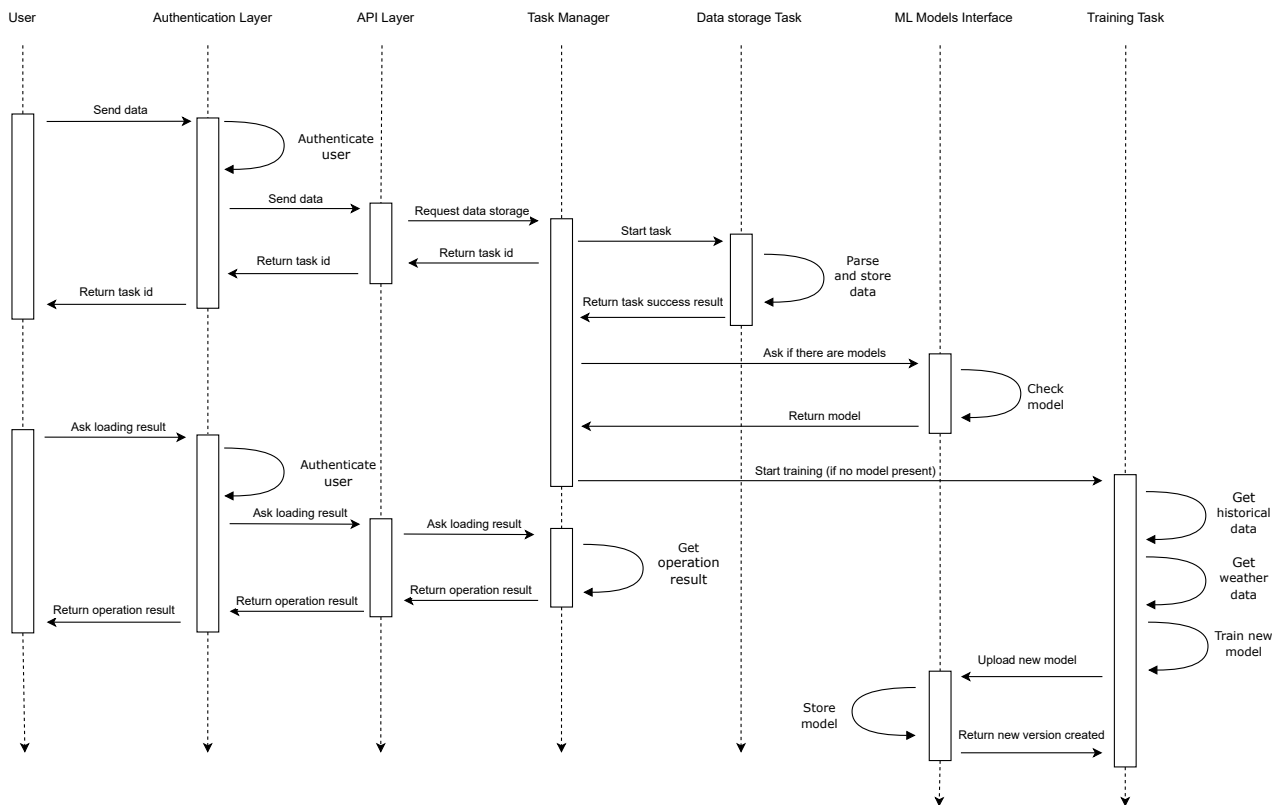 User
Authentication Layer
API Layer
Task Manager
Data storage Task
ML Models Interface
Training Task
Send data
Authenticate
user
Send data
Request data storage
Start task
Return task id
Return task id
Return task id
Parse
and store
data
Return task success result
Ask if there are models
Check
model
Return model
Ask loading result
Authenticate
user
Start training (if no model present)
Ask loading result
Ask loading result
Get
operation
result
Return operation result
Return operation result
Return operation result
Get
historical
data
Get
weather
data
Train new
model
Upload new model
Store
model
Return new version created